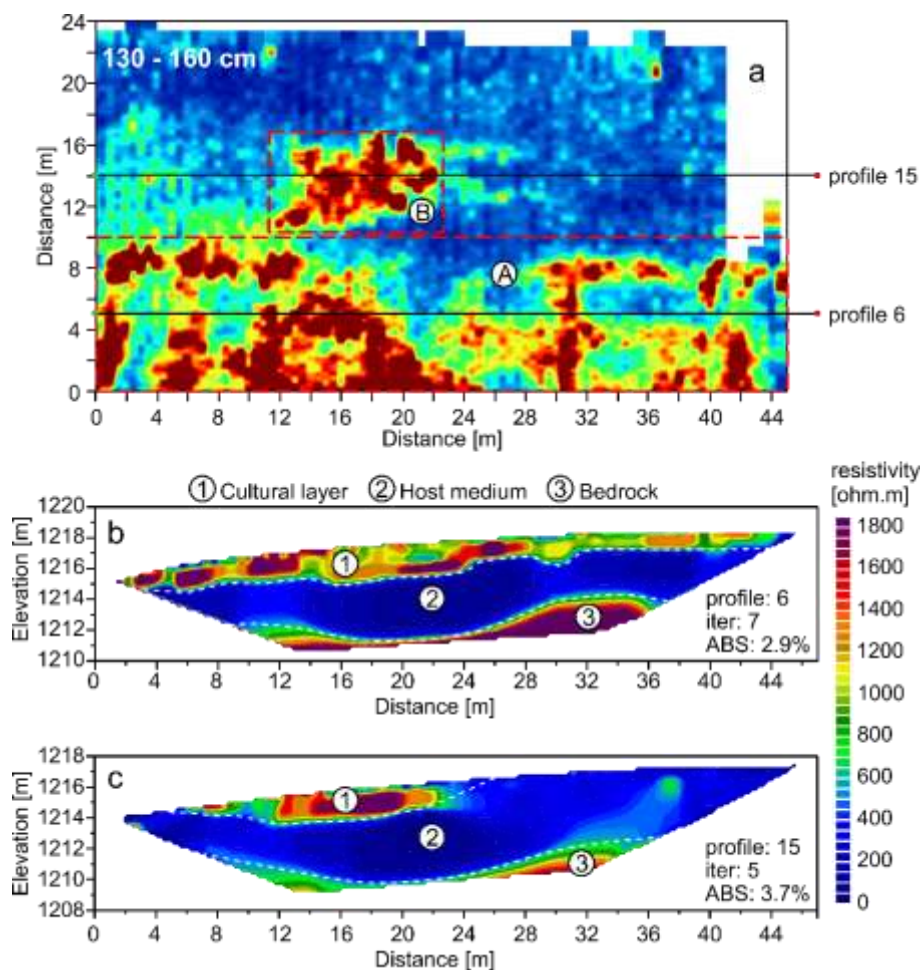 24
20
16
12
8
4
0
Distance [m]
130 - 160 cm
a
B
A
profile 15
profile 6
0 4 8 12 16 20 24 28 32 36 40 44
Distance [m]
1 Cultural layer 2 Host medium 3 Bedrock
resistivity
[ohm.m]
1800
1600
1400
1200
1000
800
600
400
200
0
1220
1218
1216
1214
1212
1210
Elevation [m]
b
1
2
3
profile: 6
iter: 7
ABS: 2.9%
0 4 8 12 16 20 24 28 32 36 40 44
Distance [m]
1218
1216
1214
1212
1210
1208
Elevation [m]
c
1
2
3
profile: 15
iter: 5
ABS: 3.7%
0 4 8 12 16 20 24 28 32 36 40 44
Distance [m]